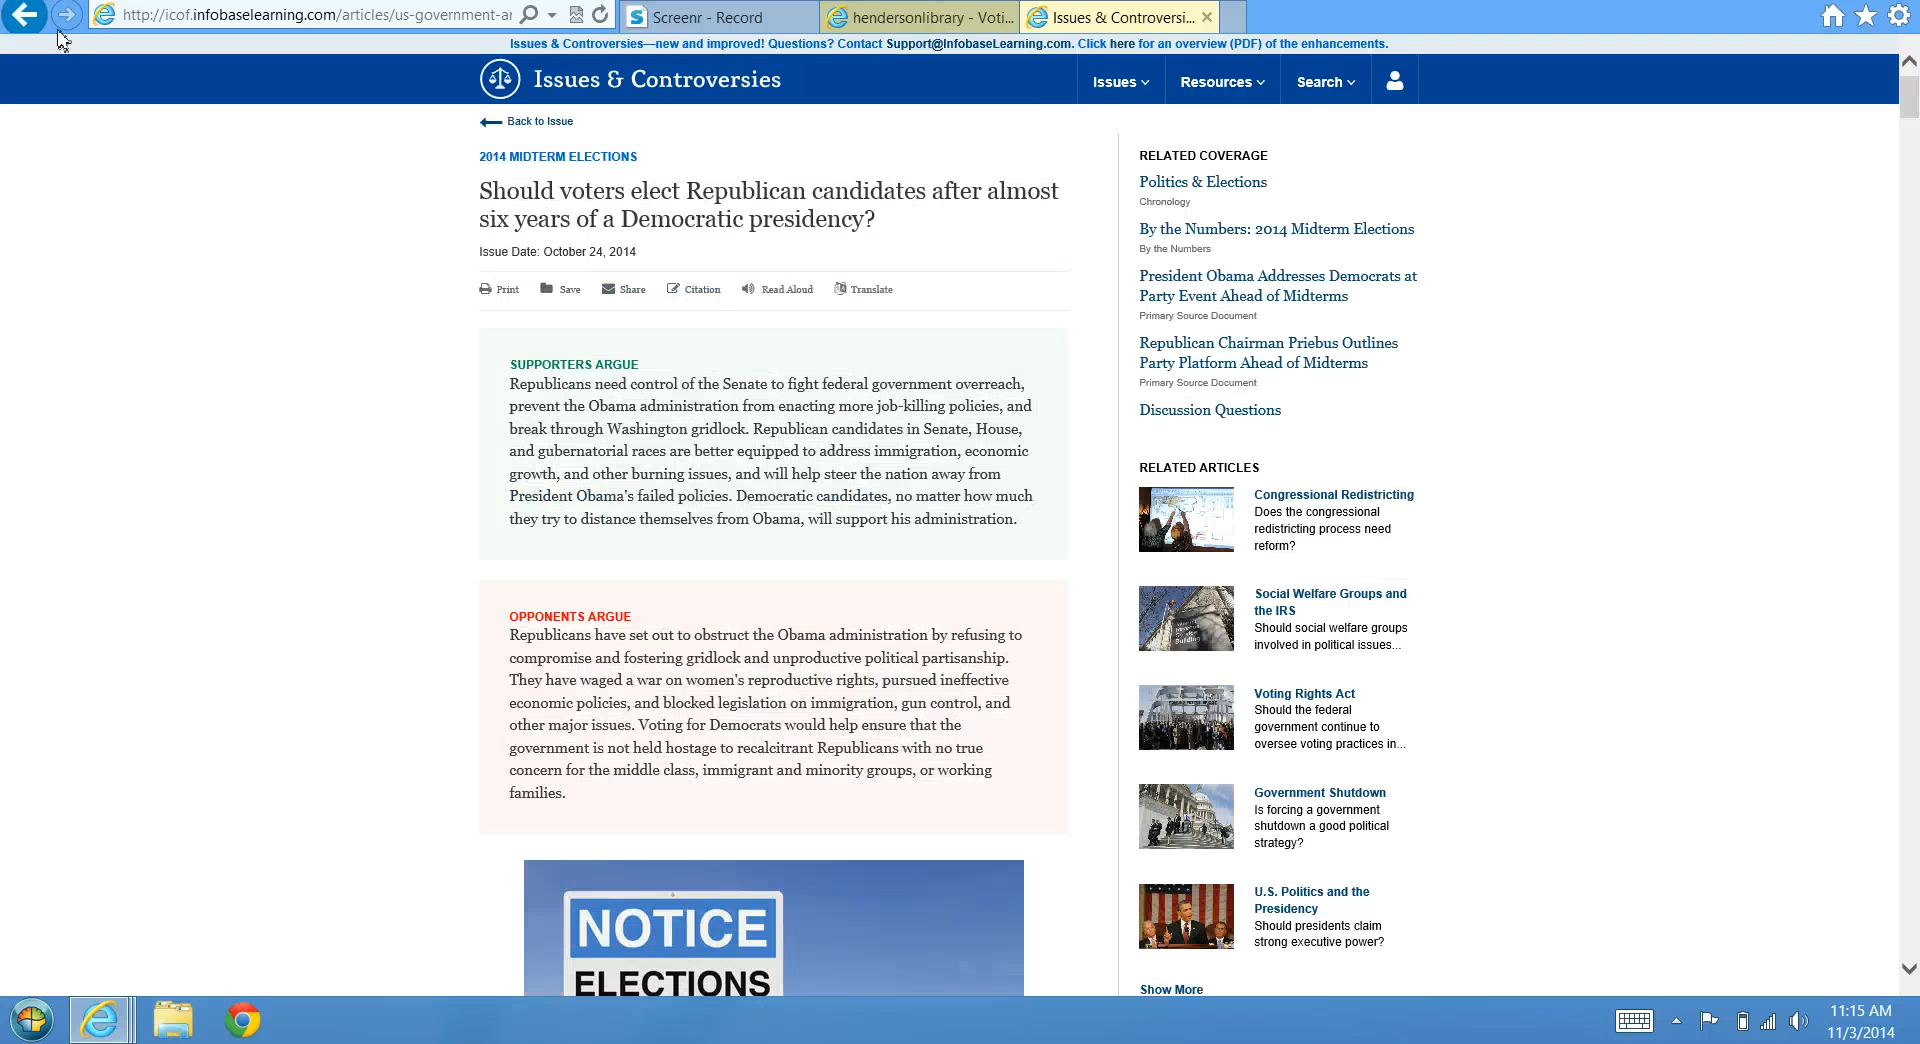 http://icof.infobaselearning.com/articles/us-government-ar
Screenr - Record
hendersonlibrary - Voti...
Issues & Controversi...
Issues & Controversies—new and improved! Questions? Contact Support@InfobaseLearning.com. Click here for an overview (PDF) of the enhancements.
Issues & Controversies
Issues
Resources
Search
Back to Issue
2014 MIDTERM ELECTIONS
Should voters elect Republican candidates after almost
six years of a Democratic presidency?
Issue Date: October 24, 2014
Print
Save
Share
Citation
Read Aloud
Translate
SUPPORTERS ARGUE
Republicans need control of the Senate to fight federal government overreach,
prevent the Obama administration from enacting more job-killing policies, and
break through Washington gridlock. Republican candidates in Senate, House,
and gubernatorial races are better equipped to address immigration, economic
growth, and other burning issues, and will help steer the nation away from
President Obama's failed policies. Democratic candidates, no matter how much
they try to distance themselves from Obama, will support his administration.
OPPONENTS ARGUE
Republicans have set out to obstruct the Obama administration by refusing to
compromise and fostering gridlock and unproductive political partisanship.
They have waged a war on women's reproductive rights, pursued ineffective
economic policies, and blocked legislation on immigration, gun control, and
other major issues. Voting for Democrats would help ensure that the
government is not held hostage to recalcitrant Republicans with no true
concern for the middle class, immigrant and minority groups, or working
families.
NOTICE
ELECTIONS
RELATED COVERAGE
Politics & Elections
Chronology
By the Numbers: 2014 Midterm Elections
By the Numbers
President Obama Addresses Democrats at
Party Event Ahead of Midterms
Primary Source Document
Republican Chairman Priebus Outlines
Party Platform Ahead of Midterms
Primary Source Document
Discussion Questions
RELATED ARTICLES
Congressional Redistricting
Does the congressional
redistricting process need
reform?
Social Welfare Groups and
the IRS
Should social welfare groups
involved in political issues...
Voting Rights Act
Should the federal
government continue to
oversee voting practices in...
Government Shutdown
Is forcing a government
shutdown a good political
strategy?
U.S. Politics and the
Presidency
Should presidents claim
strong executive power?
Show More
11:15 AM
11/3/2014